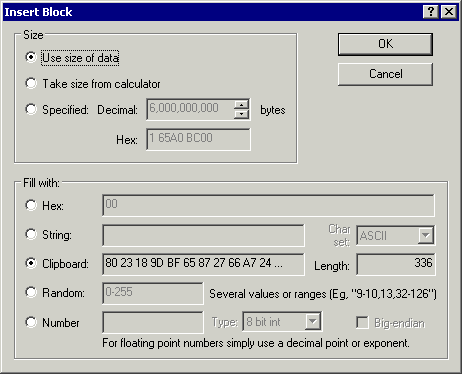 Insert Block
Size
Use size of data
OK
Take size from calculator
Cancel
Specified: Decimal: 6,000,000,000 bytes
Hex: 1 65A0 BC00
Fill with:
Hex: 00
String: Char set: ASCII
Clipboard: 80 23 18 9D BF 65 87 27 66 A7 24 ... Length: 336
Random: 0-255 Several values or ranges (Eg, "9-10,13,32-126")
Number Type: 8 bit int Big-endian
For floating point numbers simply use a decimal point or exponent.